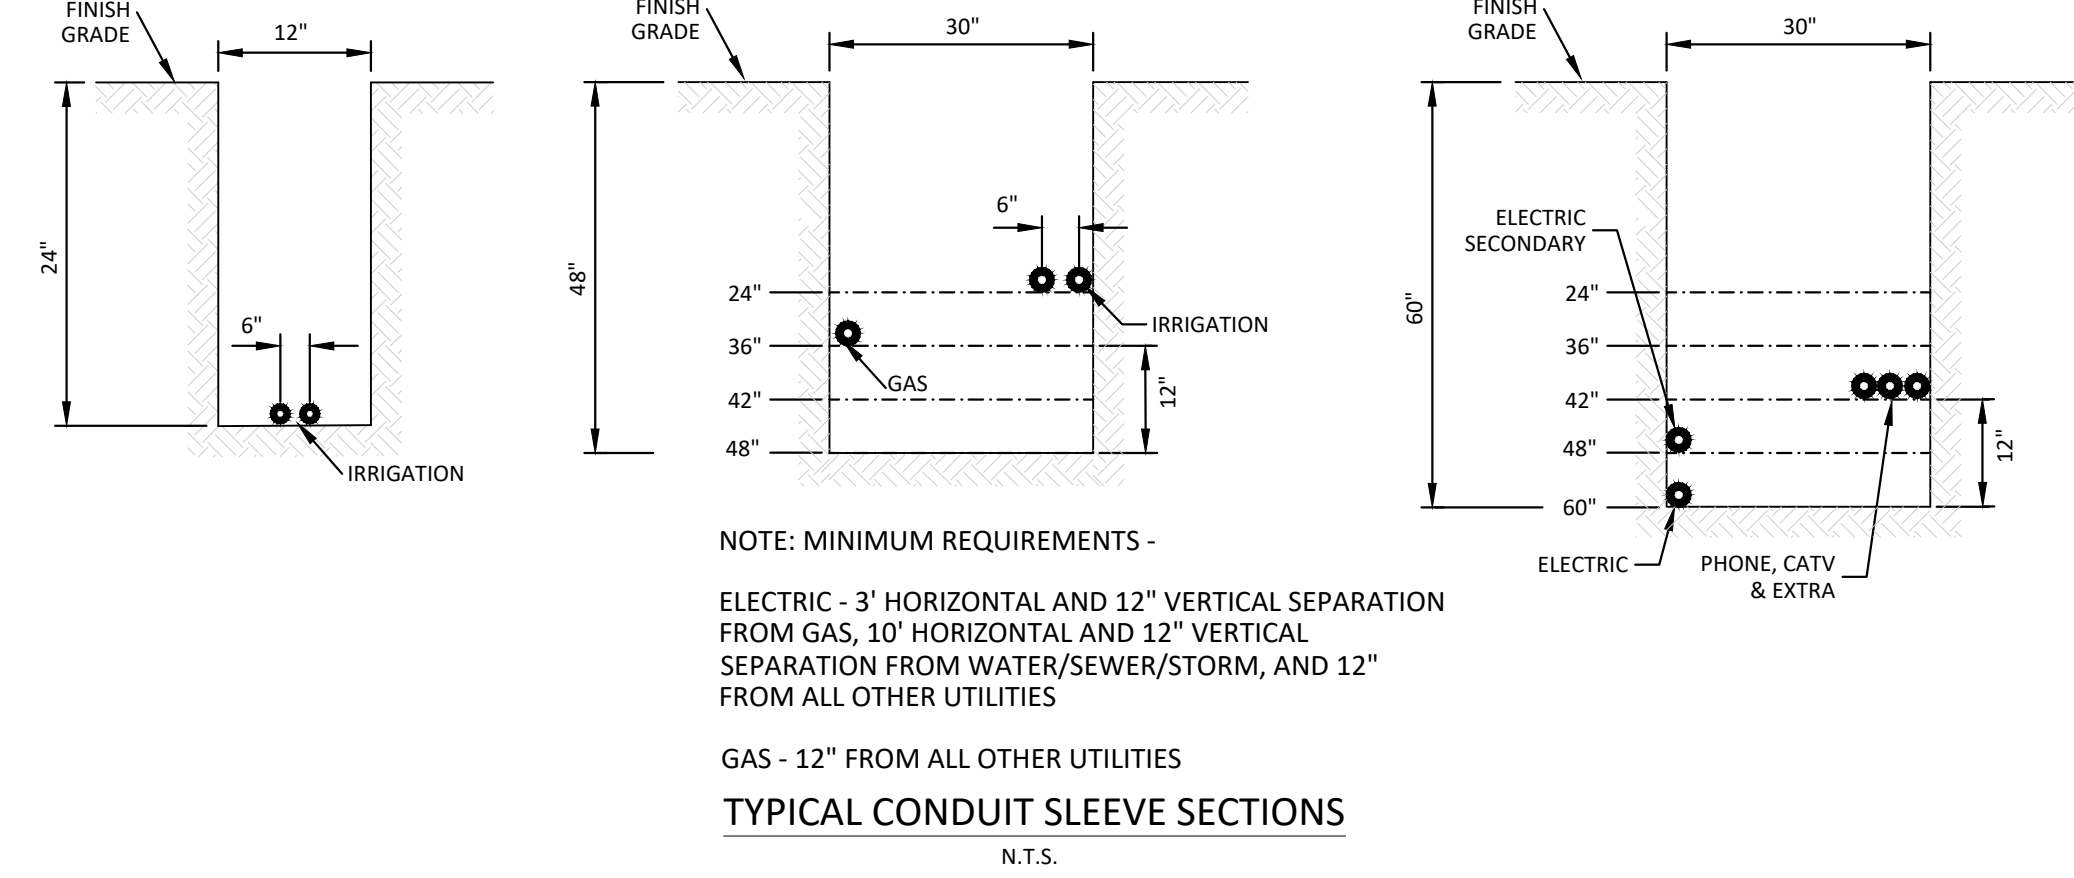 FINISH
GRADE
12"
24"
6"
IRRIGATION
FINISH
GRADE
30"
48"
6"
24"
IRRIGATION
36"
GAS
12"
42"
48"
FINISH
GRADE
30"
60"
ELECTRIC
SECONDARY
24"
36"
42"
48"
12"
60"
ELECTRIC
PHONE, CATV
& EXTRA
NOTE: MINIMUM REQUIREMENTS -
ELECTRIC - 3' HORIZONTAL AND 12" VERTICAL SEPARATION
FROM GAS, 10' HORIZONTAL AND 12" VERTICAL
SEPARATION FROM WATER/SEWER/STORM, AND 12"
FROM ALL OTHER UTILITIES
GAS - 12" FROM ALL OTHER UTILITIES
TYPICAL CONDUIT SLEEVE SECTIONS
N.T.S.